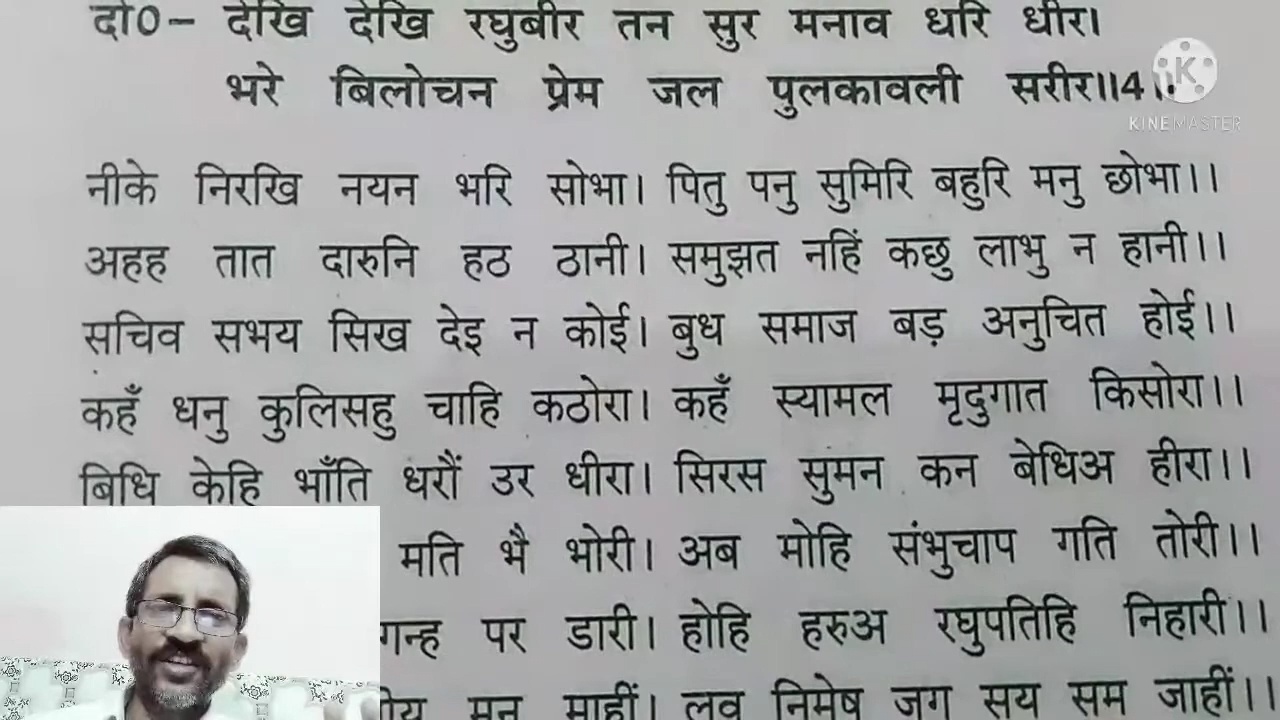 दो0- देखि देखि रघुबीर तन सुर मनाव धरि धीर।
भरे बिलोचन प्रेम जल पुलकावली सरीर।।4।।
KINEMASTER
नीके निरखि नयन भरि सोभा। पितु पनु सुमिरि बहुरि मनु छोभा।।
अहह तात दारुनि हठ ठानी। समुझत नहिं कछु लाभु न हानी।।
सचिव सभय सिख देइ न कोई। बुध समाज बड़ अनुचित होई।।
कहँ धनु कुलिसहु चाहि कठोरा। कहँ स्यामल मृदुगात किसोरा।।
बिधि केहि भाँति धरौं उर धीरा। सिरस सुमन कन बेधिअ हीरा।।
मति भै भोरी। अब मोहि संभुचाप गति तोरी।।
गन्ह पर डारी। होहि हरुअ रघुपतिहि निहारी।।
मन माहीं। लव निमेष जुग सय सम जाहीं।।